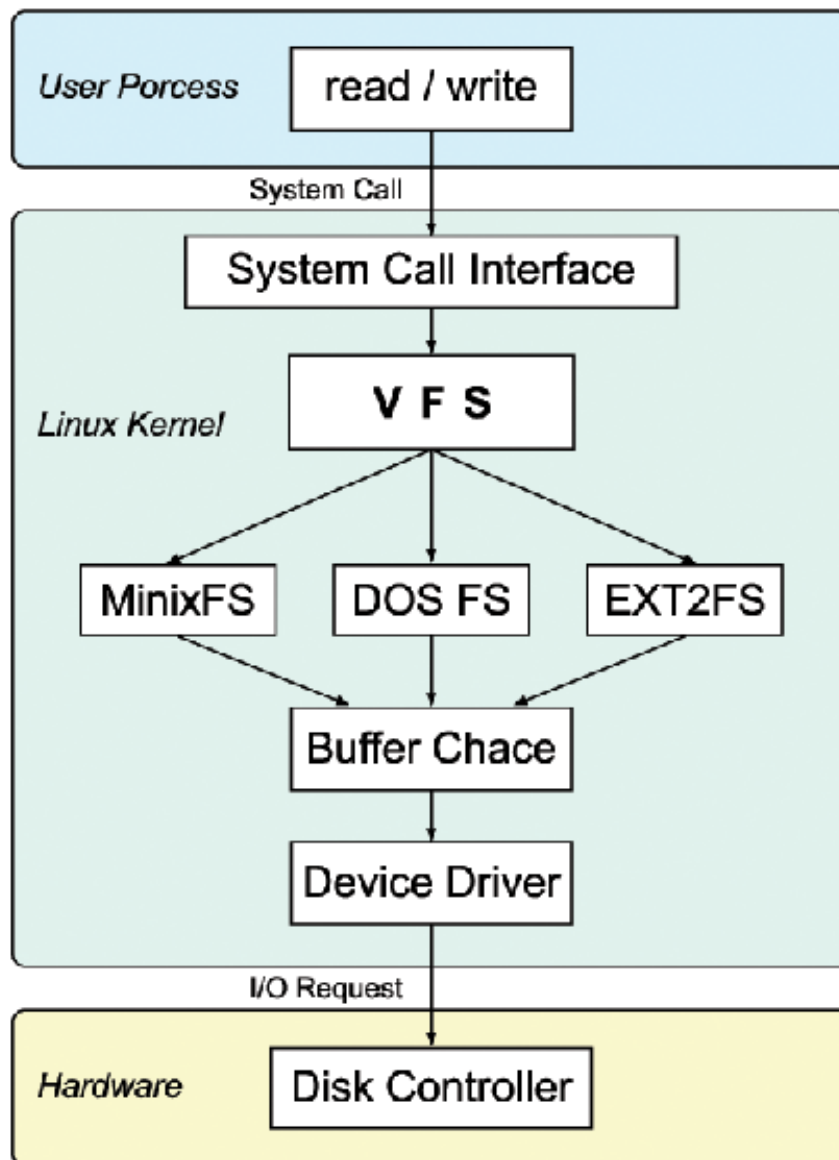 User Porcess
read / write
System Call
System Call Interface
V F S
Linux Kernel
MinixFS
DOS FS
EXT2FS
Buffer Chace
Device Driver
I/O Request
Hardware
Disk Controller